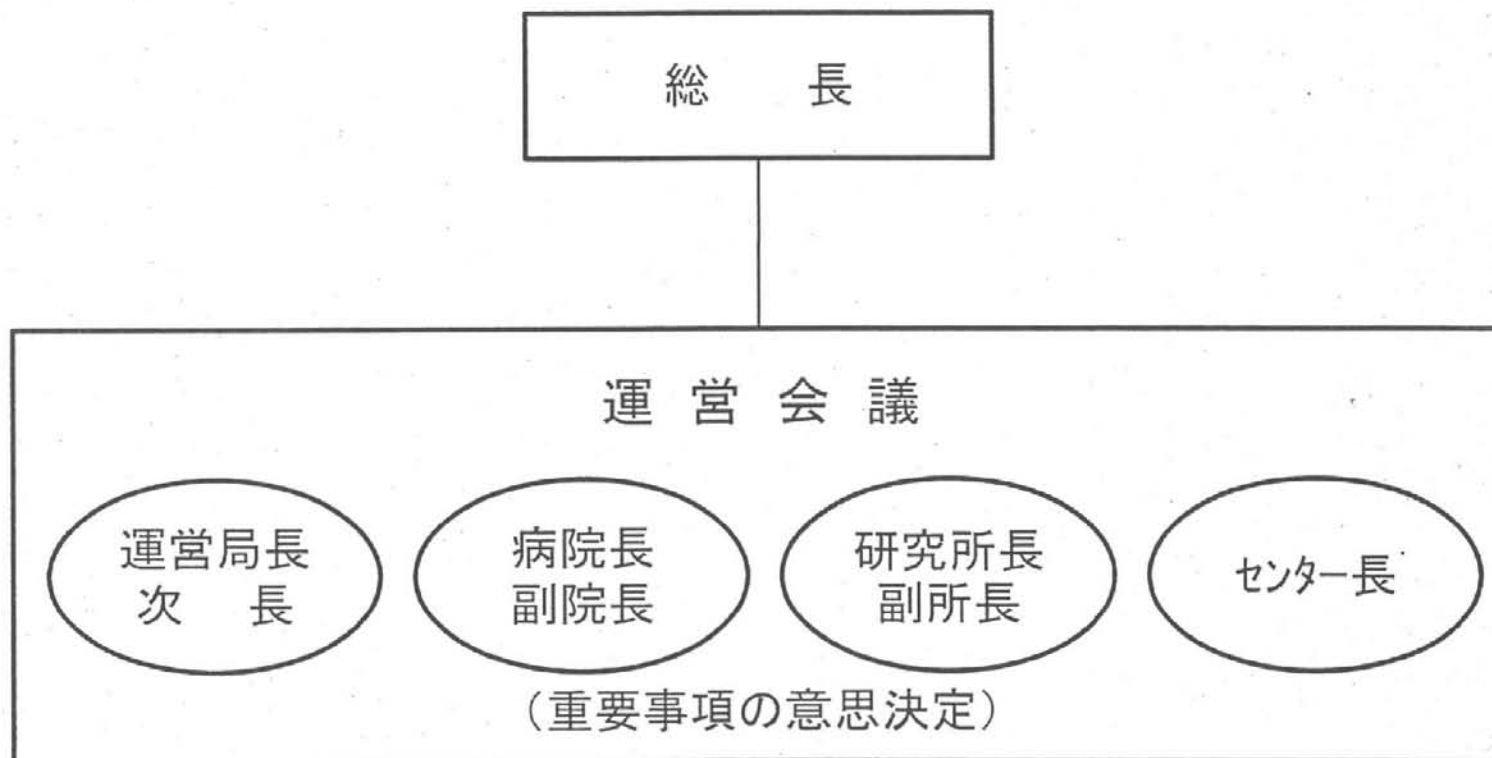 総　長
運 営 会 議
運営局長
次　長
病院長
副院長
研究所長
副所長
センター長
（重要事項の意思決定）